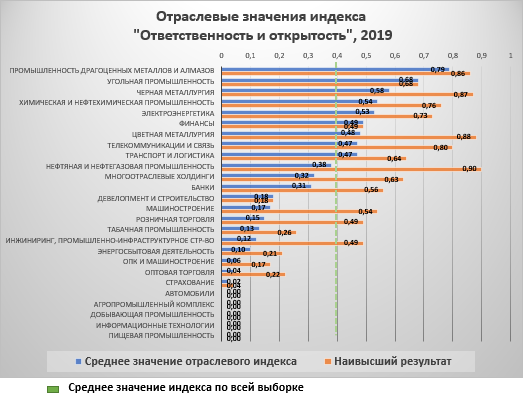 Отраслевые значения индекса
"Ответственность и открытость", 2019
0 0,1 0,2 0,3 0,4 0,5 0,6 0,7 0,8 0,9 1
ПРОМЫШЛЕННОСТЬ ДРАГОЦЕННЫХ МЕТАЛЛОВ И АЛМАЗОВ 0,79 0,86
УГОЛЬНАЯ ПРОМЫШЛЕННОСТЬ 0,68 0,68
ЧЕРНАЯ МЕТАЛЛУРГИЯ 0,58 0,87
ХИМИЧЕСКАЯ И НЕФТЕХИМИЧЕСКАЯ ПРОМЫШЛЕННОСТЬ 0,54 0,76
ЭЛЕКТРОЭНЕРГЕТИКА 0,53 0,73
ФИНАНСЫ 0,49 0,49
ЦВЕТНАЯ МЕТАЛЛУРГИЯ 0,48 0,88
ТЕЛЕКОММУНИКАЦИИ И СВЯЗЬ 0,47 0,80
ТРАНСПОРТ И ЛОГИСТИКА 0,47 0,64
НЕФТЯНАЯ И НЕФТЕГАЗОВАЯ ПРОМЫШЛЕННОСТЬ 0,38 0,90
МНОГООТРАСЛЕВЫЕ ХОЛДИНГИ 0,32 0,63
БАНКИ 0,31 0,56
ДЕВЕЛОПМЕНТ И СТРОИТЕЛЬСТВО 0,18 0,18
МАШИНОСТРОЕНИЕ 0,17 0,54
РОЗНИЧНАЯ ТОРГОВЛЯ 0,15 0,49
ТАБАЧНАЯ ПРОМЫШЛЕННОСТЬ 0,13 0,26
ИНЖИНИРИНГ, ПРОМЫШЛЕННО-ИНФРАСТРУКТУРНОЕ СТР-ВО 0,12 0,49
ЭНЕРГОСБЫТОВАЯ ДЕЯТЕЛЬНОСТЬ 0,10 0,21
ОПК И МАШИНОСТРОЕНИЕ 0,06 0,17
ОПТОВАЯ ТОРГОВЛЯ 0,04 0,22
СТРАХОВАНИЕ 0,02 0,04
АВТОМОБИЛИ 0,00 0,00
АГРОПРОМЫШЛЕННЫЙ КОМПЛЕКС 0,00 0,00
ДОБЫВАЮЩАЯ ПРОМЫШЛЕННОСТЬ 0,00 0,00
ИНФОРМАЦИОННЫЕ ТЕХНОЛОГИИ 0,00 0,00
ПИЩЕВАЯ ПРОМЫШЛЕННОСТЬ 0,00 0,00
Среднее значение отраслевого индекса Наивысший результат
Среднее значение индекса по всей выборке